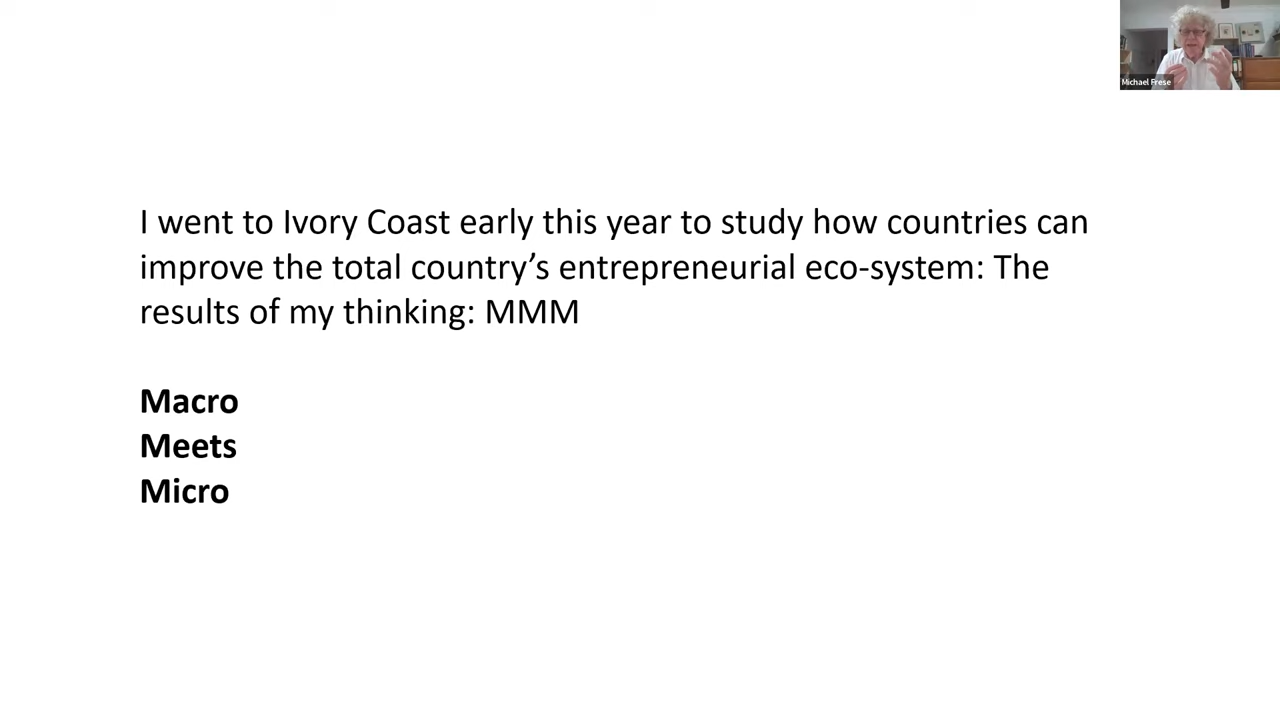 Michael Frese
I went to Ivory Coast early this year to study how countries can
improve the total country’s entrepreneurial eco-system: The
results of my thinking: MMM
Macro
Meets
Micro